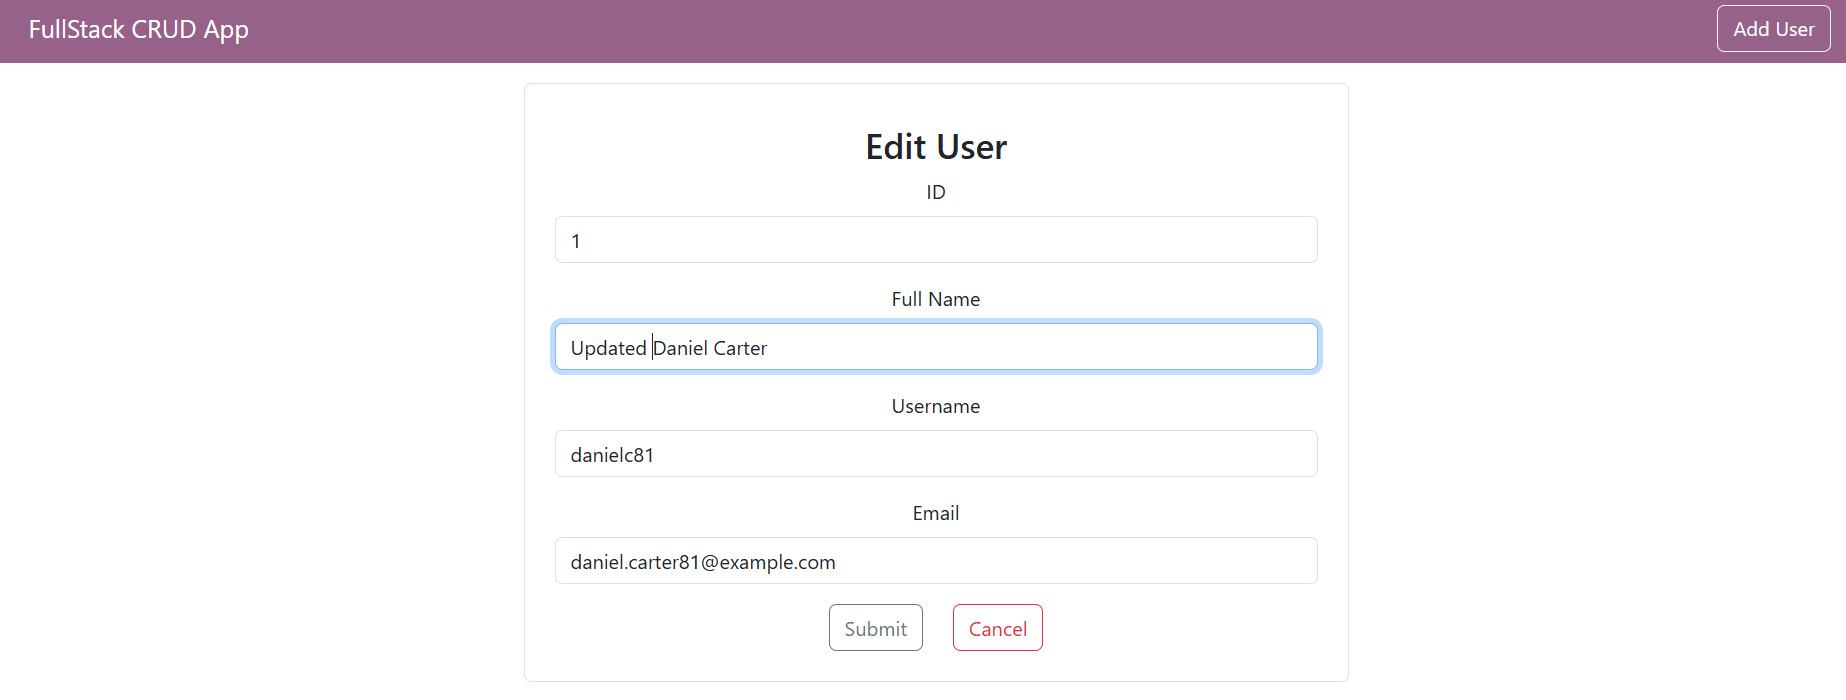 FullStack CRUD App
Add User
Edit User
ID
1
Full Name
Updated Daniel Carter
Username
danielc81
Email
daniel.carter81@example.com
Submit
Cancel